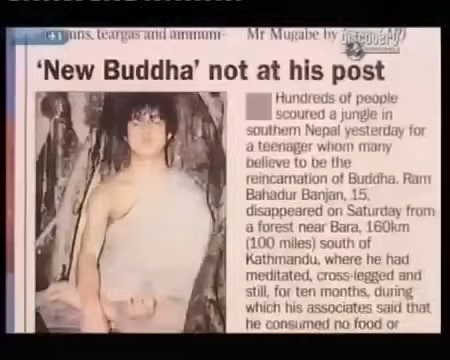 uns, teargas and ammuni-
Mr Mugabe by
Discovery
CHANNEL
+1
'New Buddha' not at his post
Hundreds of people
scoured a jungle in
southern Nepal yesterday for
a teenager whom many
believe to be the
reincarnation of Buddha. Ram
Bahadur Banjan, 15,
disappeared on Saturday from
a forest near Bara, 160km
(100 miles) south of
Kathmandu, where he had
meditated, cross-legged and
still, for ten months, during
which his associates said that
he consumed no food or